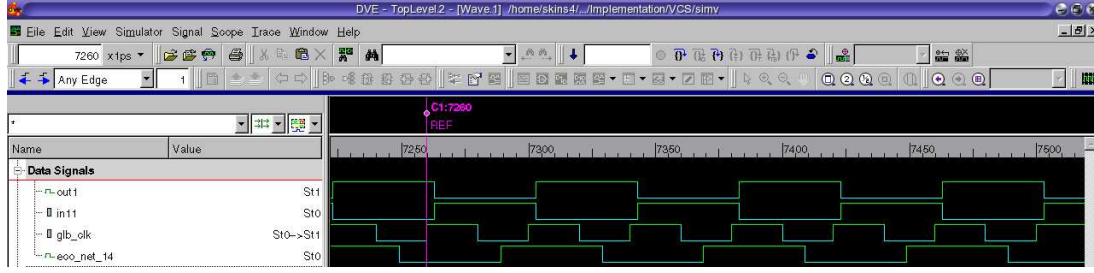 DVE - TopLevel.2 - [Wave.1] /home/skins4/.../Implementation/VCS/simv
File Edit View Simulator Signal Scope Trace Window Help
7260 x1ps
Any Edge 1
C1:7260
REF
*
Name Value
7250 7300 7350 7400 7450 7500
Data Signals
out1 St1
in11 St0
glb_clk St0->St1
eco_net_14 St0